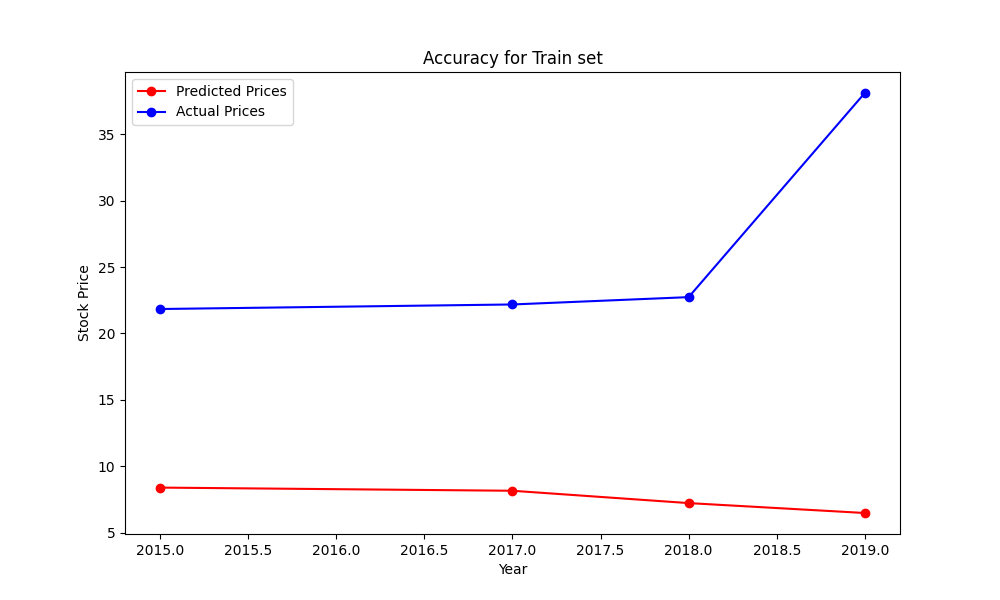 Accuracy for Train set
Predicted Prices
Actual Prices
35
30
25
20
15
10
5
Stock Price
2015.0 2015.5 2016.0 2016.5 2017.0 2017.5 2018.0 2018.5 2019.0
Year